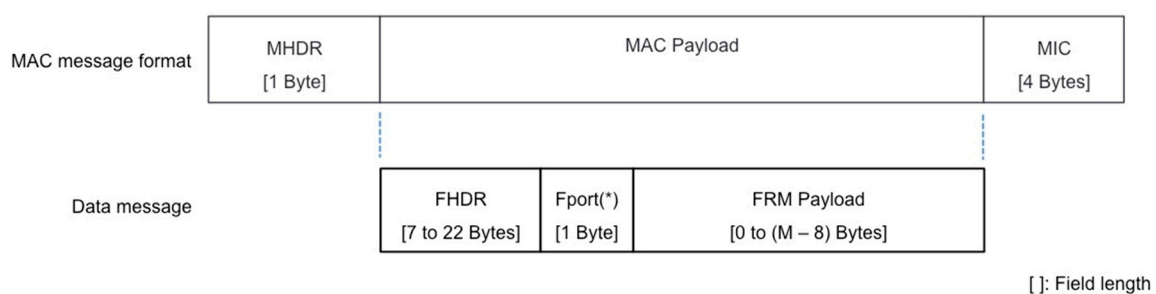 MAC message format
MHDR
[1 Byte]
MAC Payload
MIC
[4 Bytes]
Data message
FHDR
[7 to 22 Bytes]
Fport(*)
[1 Byte]
FRM Payload
[0 to (M – 8) Bytes]
[ ]: Field length